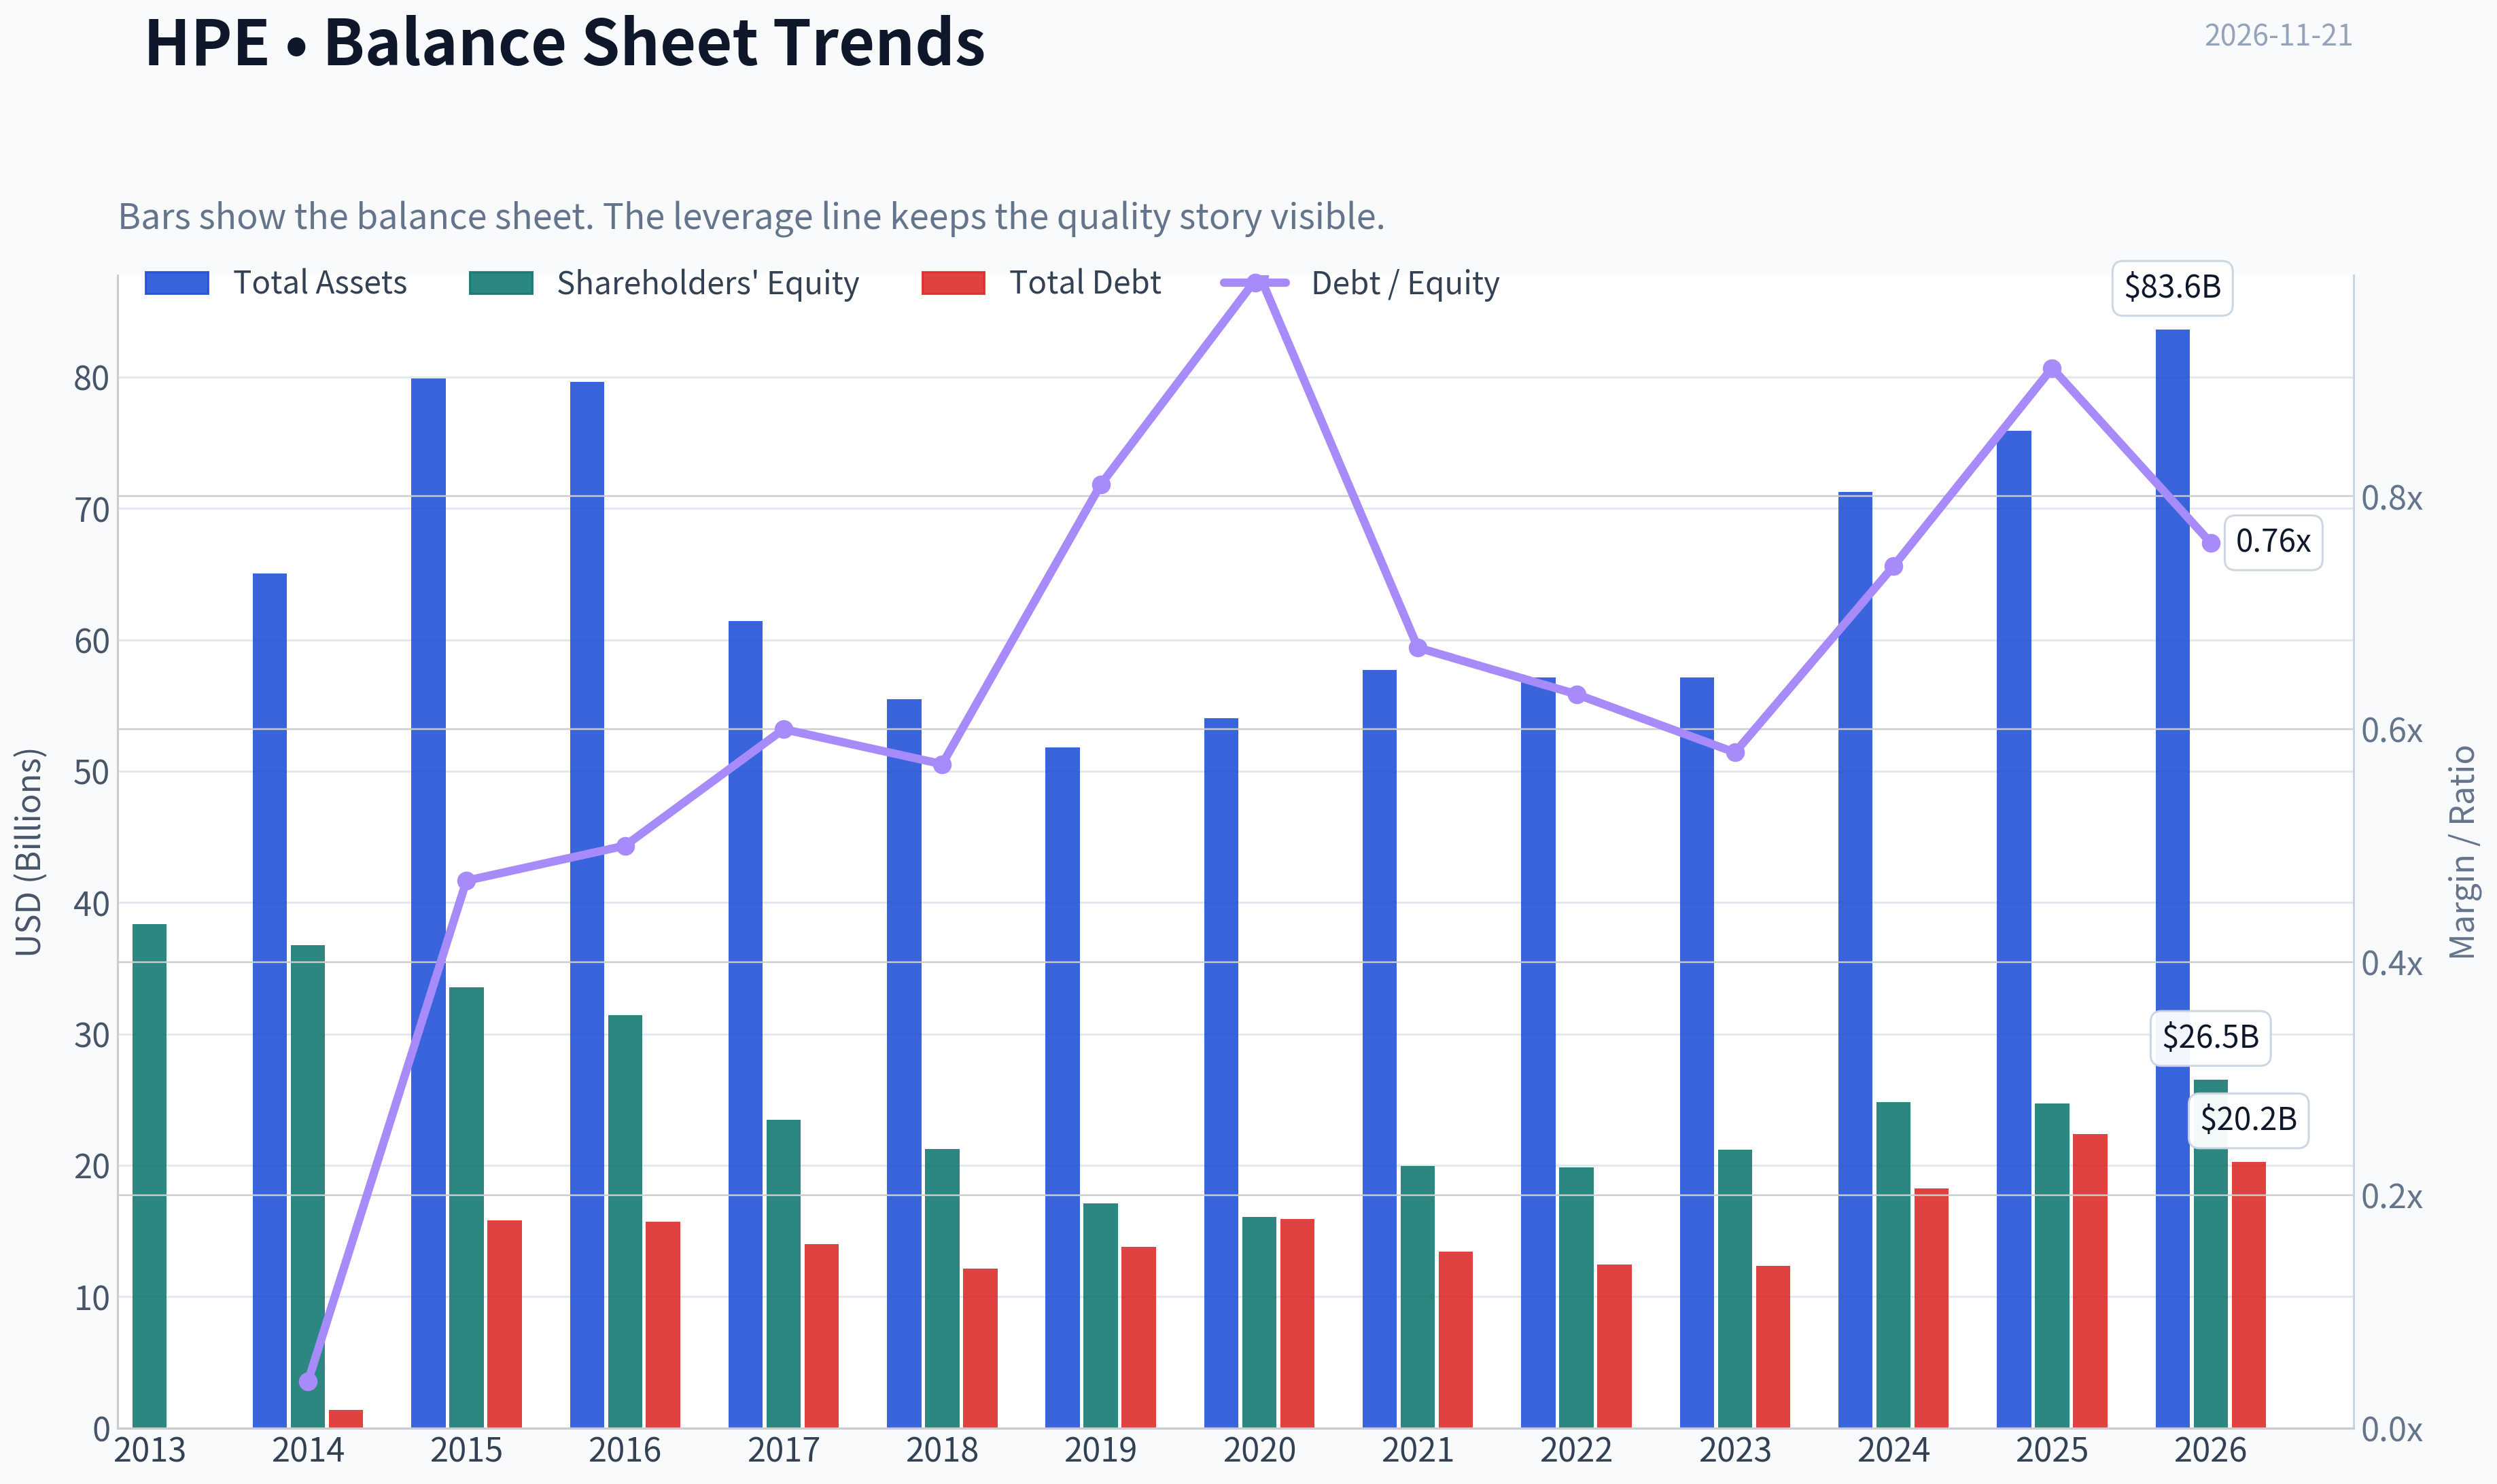 HPE • Balance Sheet Trends
2026-11-21
Bars show the balance sheet. The leverage line keeps the quality story visible.
Total Assets
Shareholders' Equity
Total Debt
Debt / Equity
$83.6B
0.76x
$26.5B
$20.2B
USD (Billions)
80
70
60
50
40
30
20
10
0
0.8x
0.6x
0.4x
0.2x
0.0x
Margin / Ratio
2013 2014 2015 2016 2017 2018 2019 2020 2021 2022 2023 2024 2025 2026